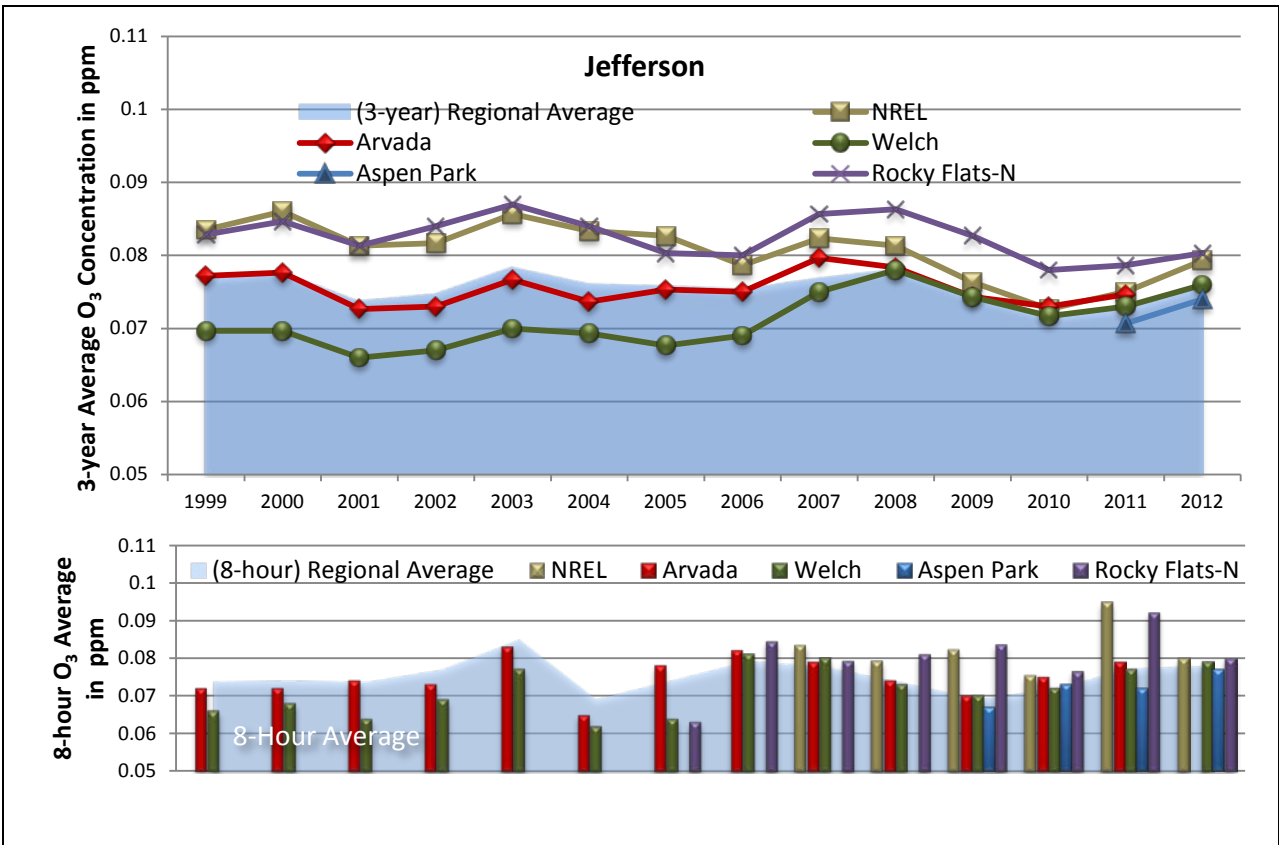 Jefferson
(3-year) Regional Average
NREL
Arvada
Welch
Aspen Park
Rocky Flats-N
3-year Average O₃ Concentration in ppm
0.11
0.1
0.09
0.08
0.07
0.06
0.05
1999 2000 2001 2002 2003 2004 2005 2006 2007 2008 2009 2010 2011 2012
8-hour O₃ Average
in ppm
0.11
0.1
0.09
0.08
0.07
0.06
0.05
(8-hour) Regional Average NREL Arvada Welch Aspen Park Rocky Flats-N
8-Hour Average